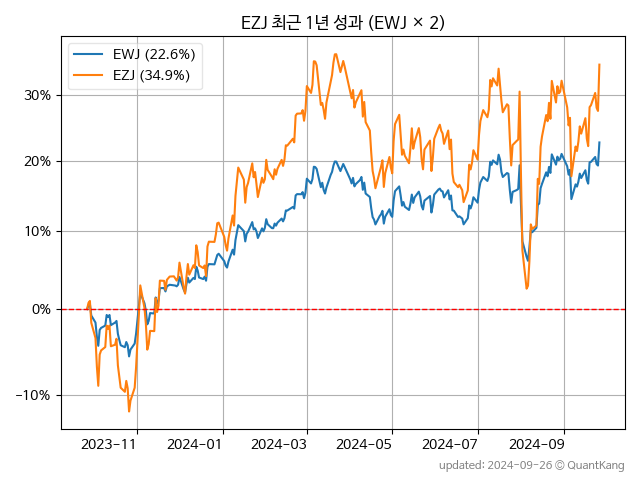 EZJ 최근 1년 성과 (EWJ × 2)
EWJ (22.6%)
EZJ (34.9%)
30%
20%
10%
0%
−10%
2023-11
2024-01
2024-03
2024-05
2024-07
2024-09
updated: 2024-09-26 © QuantKang